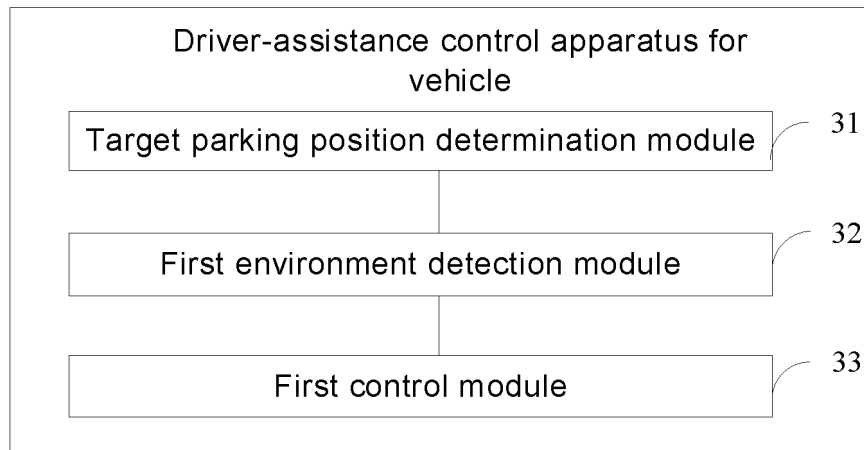 Driver-assistance control apparatus for
vehicle
Target parking position determination module
31
First environment detection module
32
First control module
33